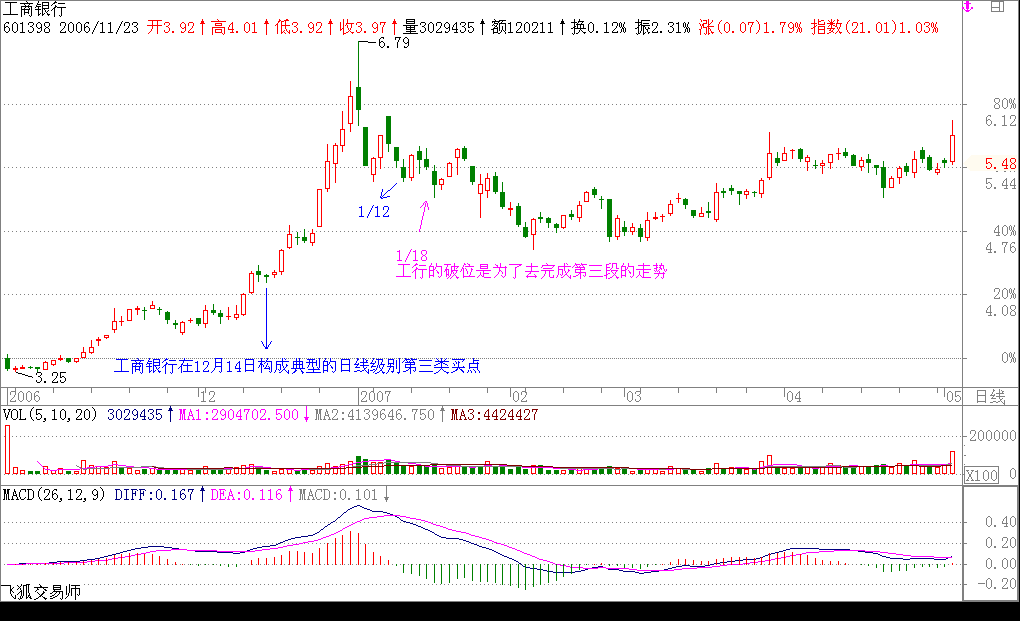 工商银行
601398 2006/11/23 开3.92↑高4.01↑低3.92↑收3.97↑量3029435↑额120211↑换0.12% 振2.31% 涨(0.07)1.79% 指数(21.01)1.03%
6.79
80%
6.12
5.48
5.44
1/12
40%
4.76
1/18
工行的破位是为了去完成第三段的走势
20%
4.08
0%
工商银行在12月14日构成典型的日线级别第三类买点
3.25
2006 12 2007 02 03 04 05 日线
VOL(5,10,20) 3029435↑MA1:2904702.500↓MA2:4139646.750↑MA3:4424427
200000
X100 0
MACD(26,12,9) DIFF:0.167↑DEA:0.116↑MACD:0.101↓
0.40
0.20
0.00
-0.20
飞狐交易师